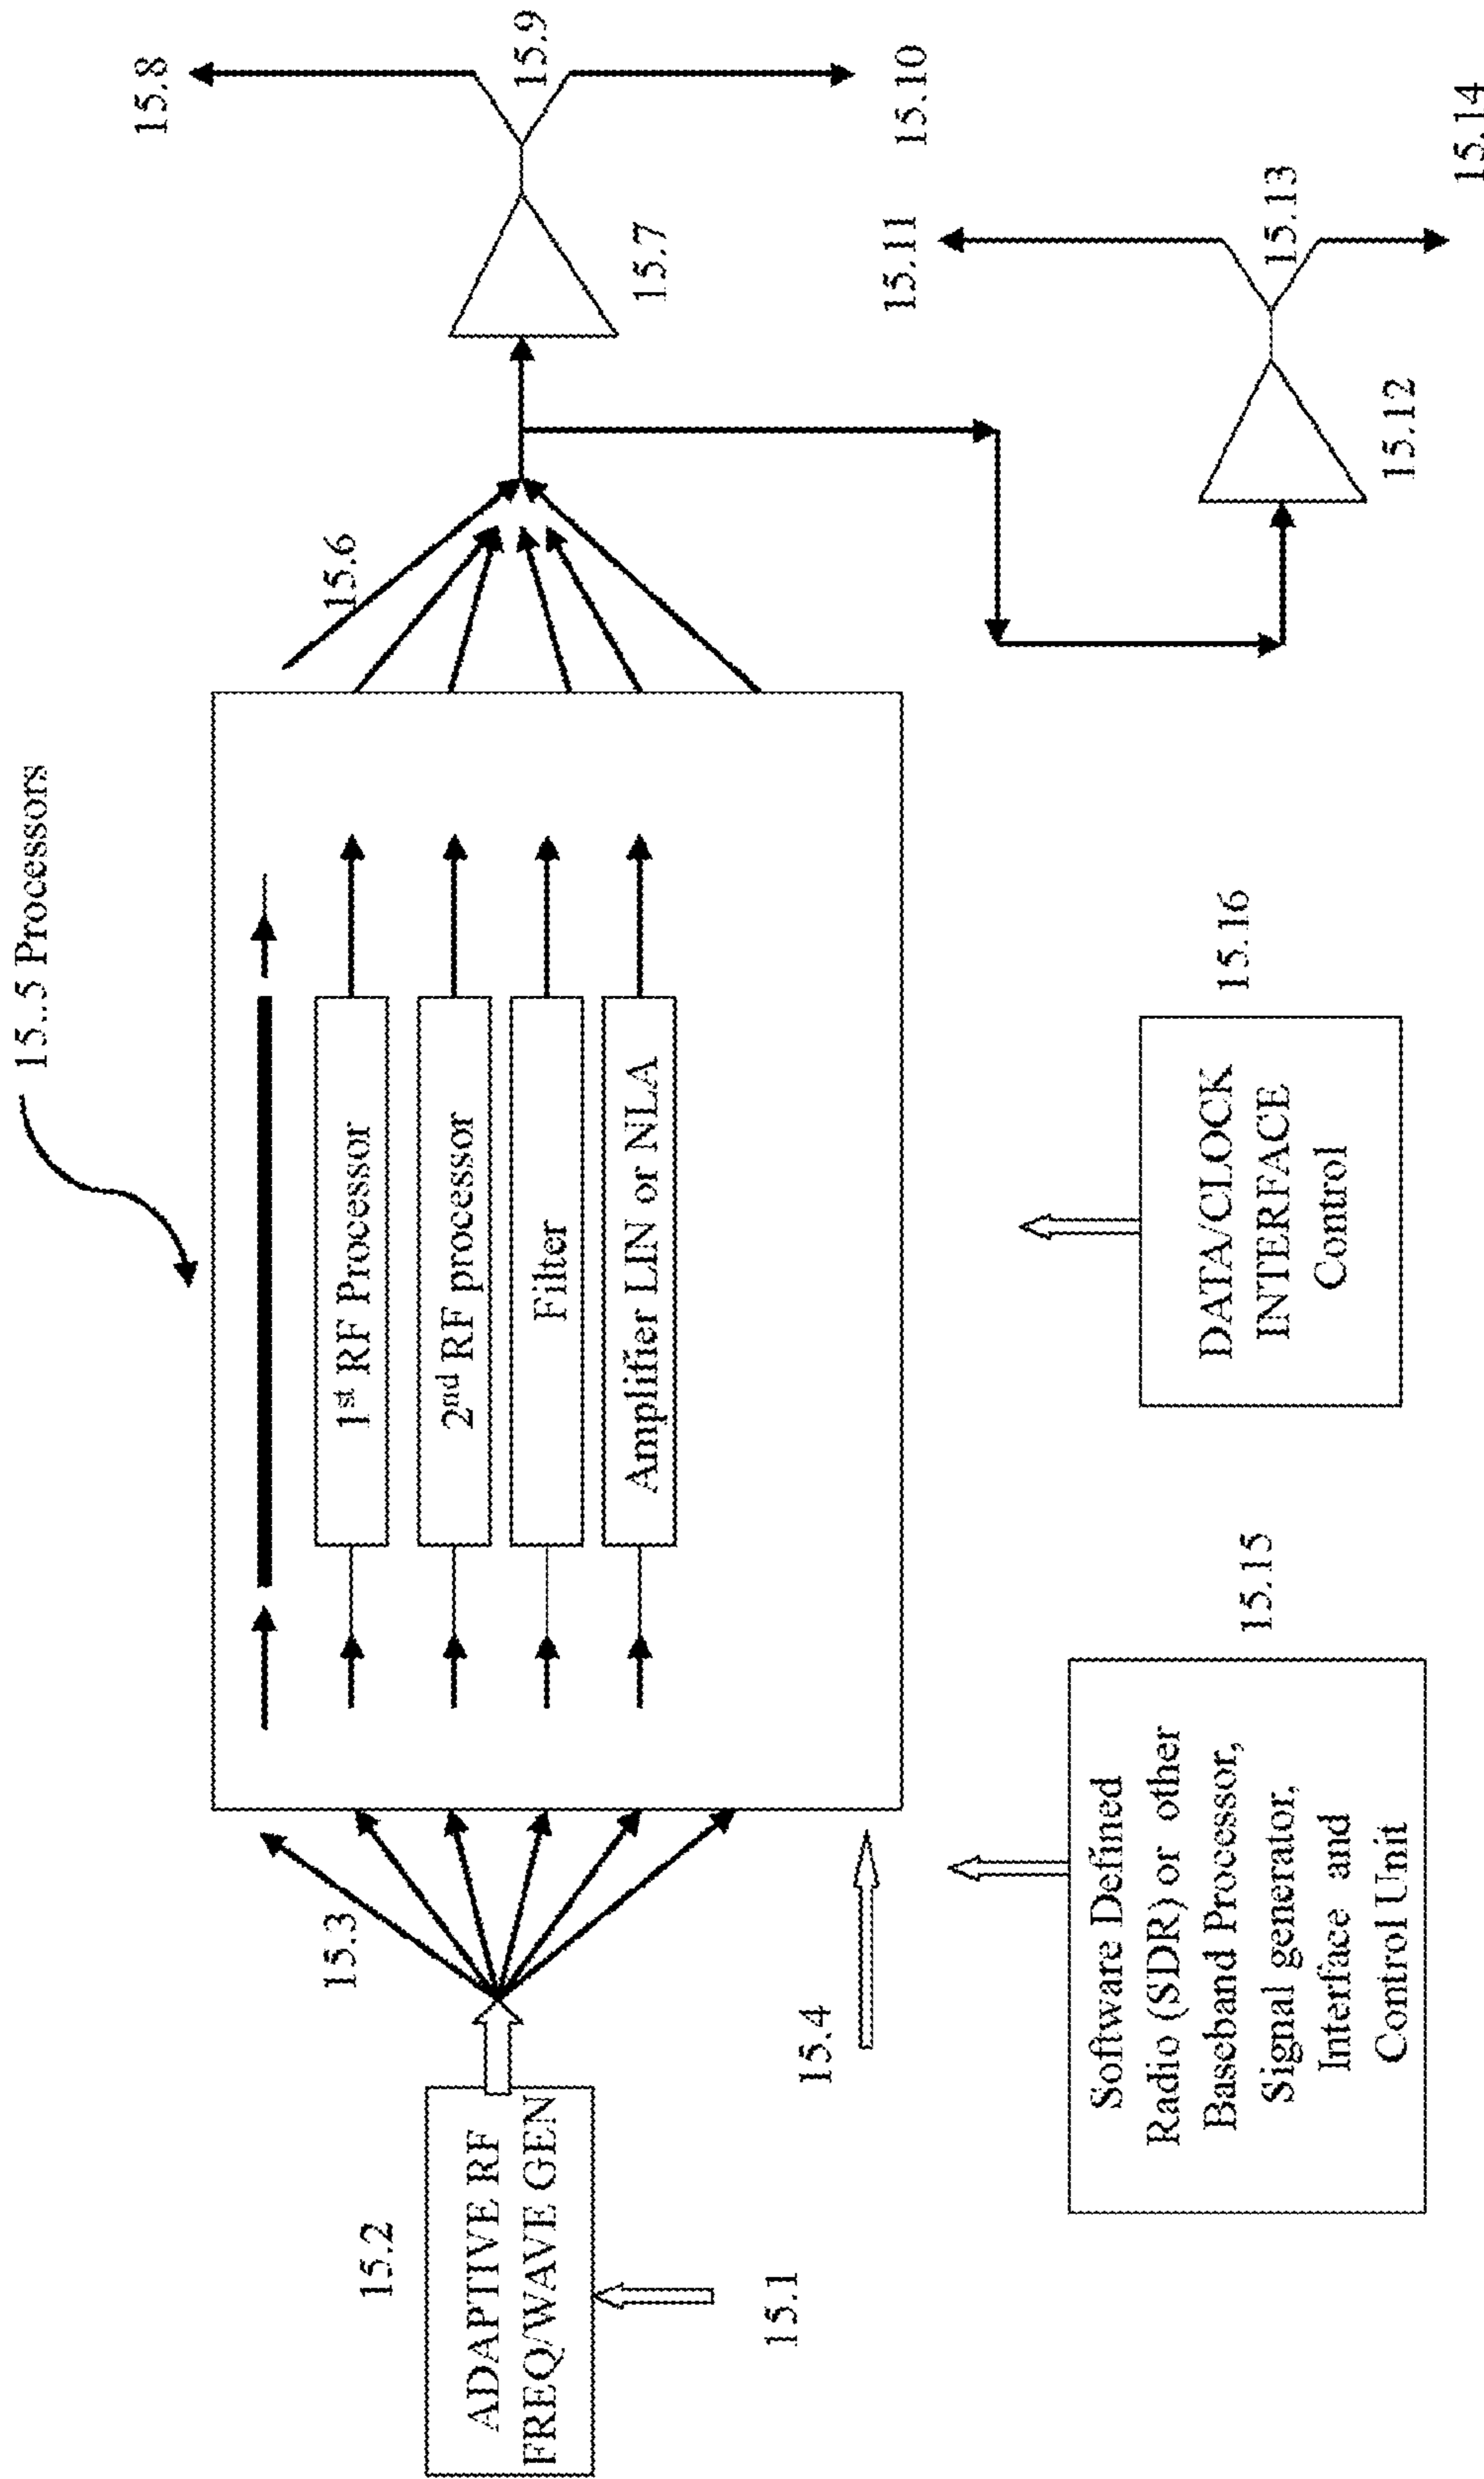 15..5 Processors
15.8
15.9
15.10
15.7
15.6
15.11
15.13
15.14
15.12
1st RF Processor
2nd RF processor
Filter
Amplifier LIN or NLA
15.3
15.2
ADAPTIVE RF
FREQ/WAVE GEN
15.1
15.4
Software Defined
Radio (SDR) or other
Baseband Processor,
Signal generator,
Interface and
Control Unit
15.15
DATA/CLOCK
INTERFACE
Control
15.16